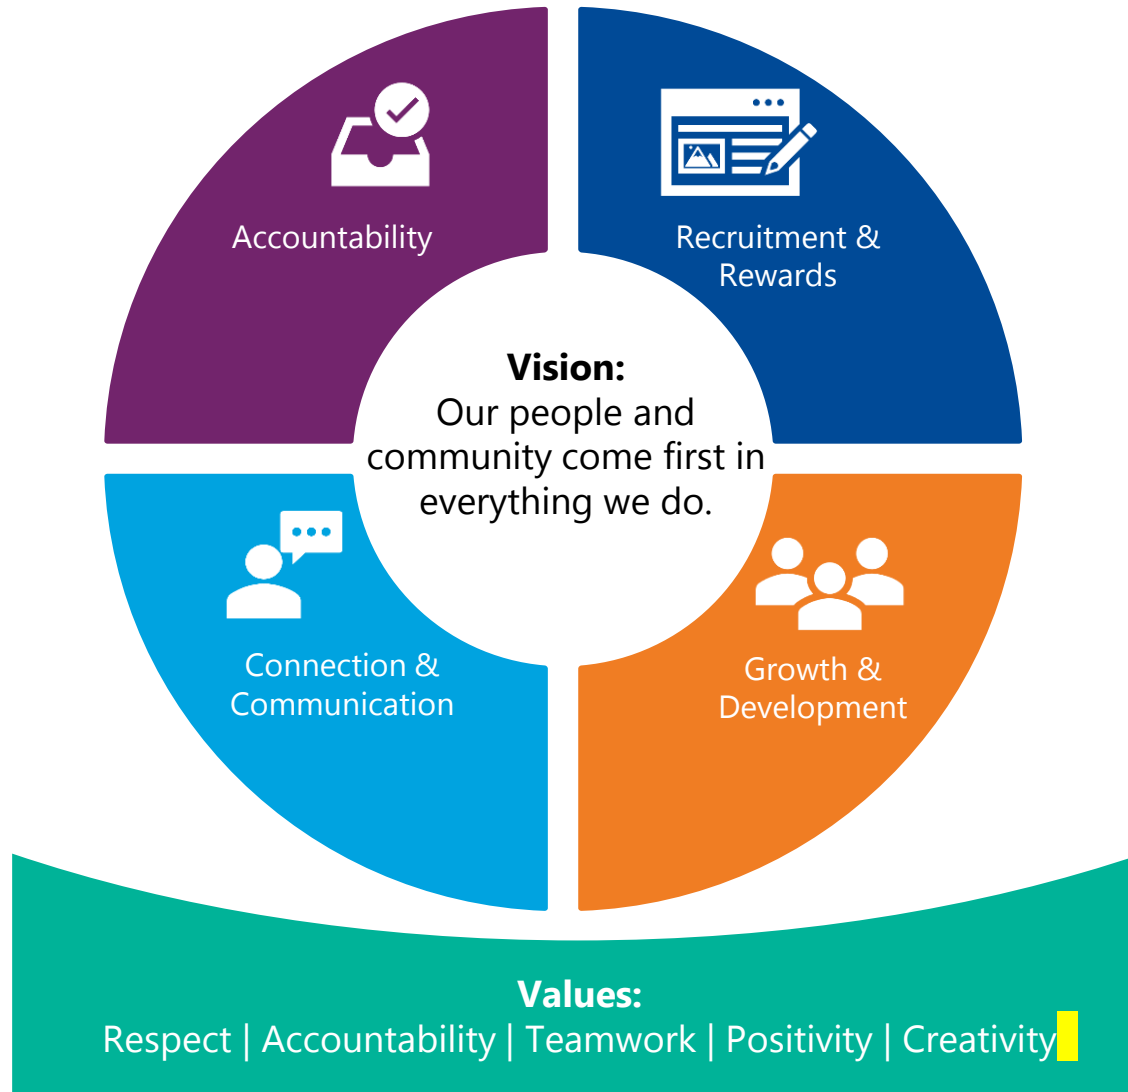 Accountability
Recruitment &
Rewards
Vision:
Our people and
community come first in
everything we do.
Connection &
Communication
Growth &
Development
Values:
Respect | Accountability | Teamwork | Positivity | Creativity